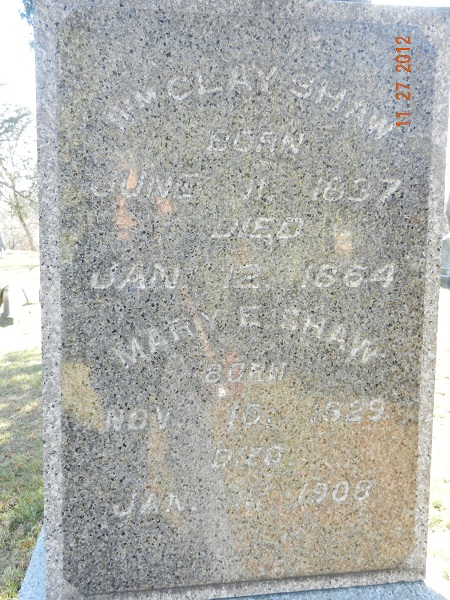 WM CLAY SHAW
BORN
JUNE 11, 1837
DIED
JAN. 12, 1864
MARY E. SHAW
BORN
NOV. 15, 1829
DIED
JAN. 1908
11.27.2012